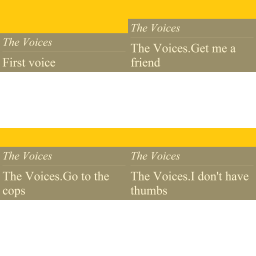 The Voices
First voice
The Voices
The Voices.Get me a
friend
The Voices
The Voices.Go to the
cops
The Voices
The Voices.I don't have
thumbs